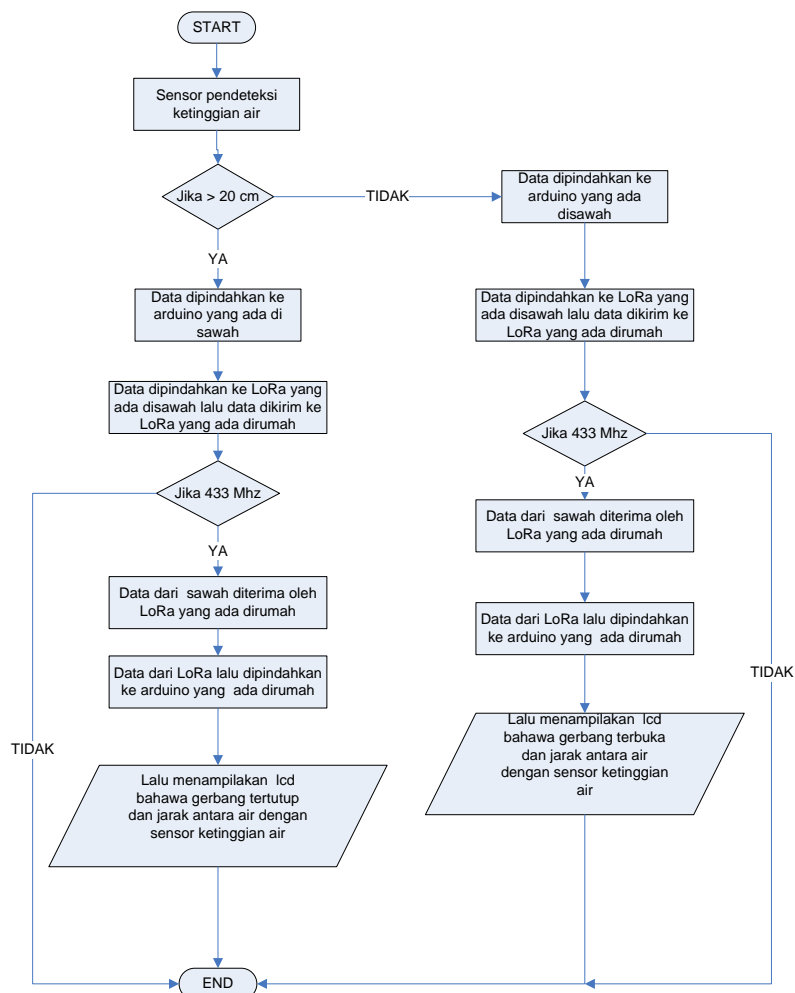 START
Sensor pendeteksi
ketinggian air
Jika > 20 cm
TIDAK
Data dipindahkan ke
arduino yang ada
disawah
YA
Data dipindahkan ke
arduino yang ada di
sawah
Data dipindahkan ke LoRa yang
ada disawah lalu data dikirim ke
LoRa yang ada dirumah
Data dipindahkan ke LoRa yang
ada disawah lalu data dikirim ke
LoRa yang ada dirumah
Jika 433 Mhz
Jika 433 Mhz
YA
YA
Data dari sawah diterima oleh
LoRa yang ada dirumah
Data dari sawah diterima oleh
LoRa yang ada dirumah
Data dari LoRa lalu dipindahkan
ke arduino yang ada dirumah
Data dari LoRa lalu dipindahkan
ke arduino yang ada dirumah
TIDAK
TIDAK
Lalu menampilakan lcd
bahawa gerbang terbuka
dan jarak antara air
dengan sensor ketinggian
air
Lalu menampilakan lcd
bahawa gerbang tertutup
dan jarak antara air dengan
sensor ketinggian air
END